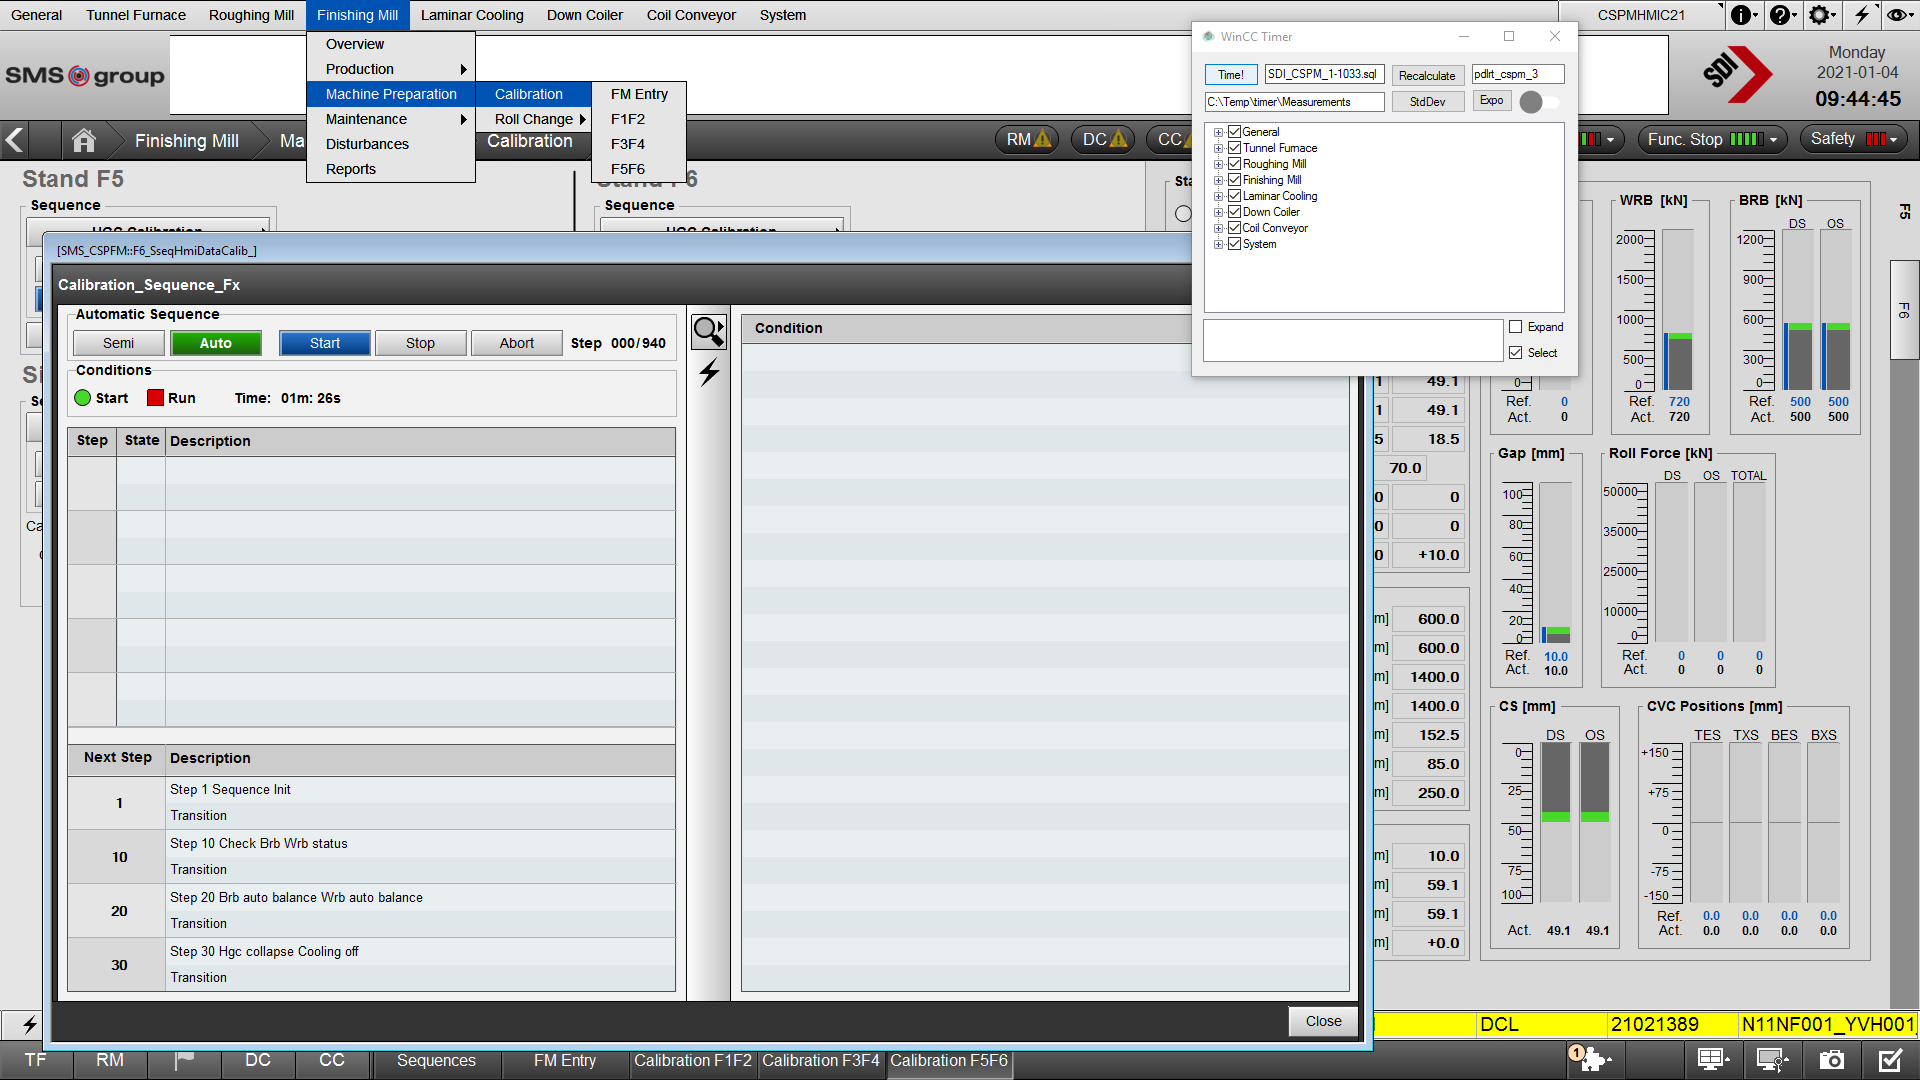 General Tunnel Furnace Roughing Mill Finishing Mill Laminar Cooling Down Coiler Coil Conveyor System CSPMHMIC21
SMS group
Overview
Production
Machine Preparation
Maintenance
Disturbances
Reports
Calibration
Roll Change
FM Entry
F1F2
F3F4
F5F6
WinCC Timer
Time! SDI_CSPM_1-1033.sql Recalculate pdlrt_cspm_3
C:\Temp\timer\Measurements StdDev Expo
General
Tunnel Furnace
Roughing Mill
Finishing Mill
Laminar Cooling
Down Coiler
Coil Conveyor
System
Expand
Select
SDI
Monday
2021-01-04
09:44:45
Finishing Mill Ma Calibration RM DC CC Func. Stop Safety
Stand F5
Sequence
Sequence
[SMS_CSPFM::F6_SseqHmiDataCalib_]
Calibration_Sequence_Fx
Automatic Sequence
Semi Auto Start Stop Abort Step 000/940
Conditions
Start Run Time: 01m: 26s
Step State Description
Next Step Description
1 Step 1 Sequence Init
Transition
10 Step 10 Check Brb Wrb status
Transition
20 Step 20 Brb auto balance Wrb auto balance
Transition
30 Step 30 Hgc collapse Cooling off
Transition
Condition
Close
1 49.1
1 49.1
5 18.5
70.0
0 0
0 0
0 +10.0
m] 600.0
m] 600.0
m] 1400.0
m] 1400.0
m] 152.5
m] 85.0
m] 250.0
m] 10.0
m] 59.1
m] 59.1
m] +0.0
0
Ref. 0
Act. 0
WRB [kN]
2000
1500
1000
500
0
Ref. 720
Act. 720
BRB [kN]
DS OS
1200
900
600
300
0
Ref. 500 500
Act. 500 500
F5
F6
Gap [mm]
100
80
60
40
20
0
Ref. 10.0
Act. 10.0
Roll Force [kN]
DS OS TOTAL
50000
35000
25000
10000
0
Ref. 0 0 0
Act. 0 0 0
CS [mm]
DS OS
0
25
50
75
100
Act. 49.1 49.1
CVC Positions [mm]
TES TXS BES BXS
+150
+75
0
-75
-150
Ref. 0.0 0.0 0.0 0.0
Act. 0.0 0.0 0.0 0.0
DCL 21021389 N11NF001_YVH001_
TF RM DC CC Sequences FM Entry Calibration F1F2 Calibration F3F4 Calibration F5F6 1